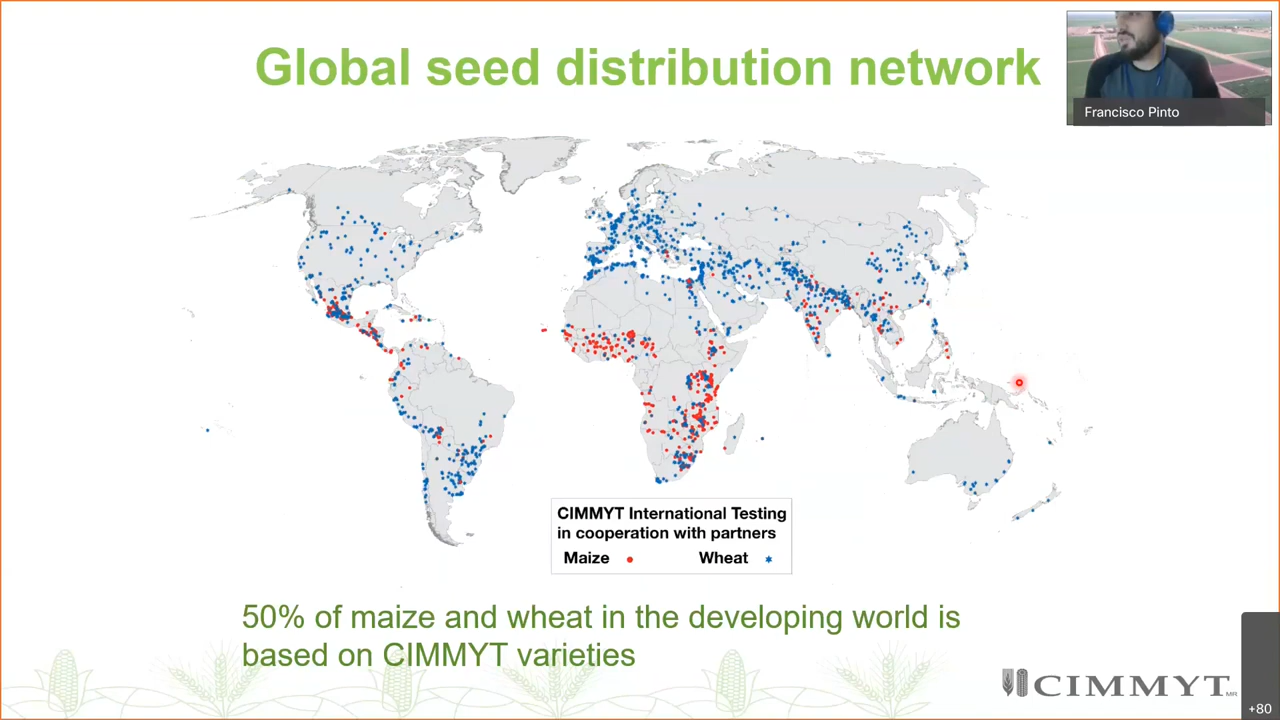 Global seed distribution network
Francisco Pinto
CIMMYT International Testing
in cooperation with partners
Maize
Wheat
50% of maize and wheat in the developing world is
based on CIMMYT varieties
CIMMYT
MR
+80